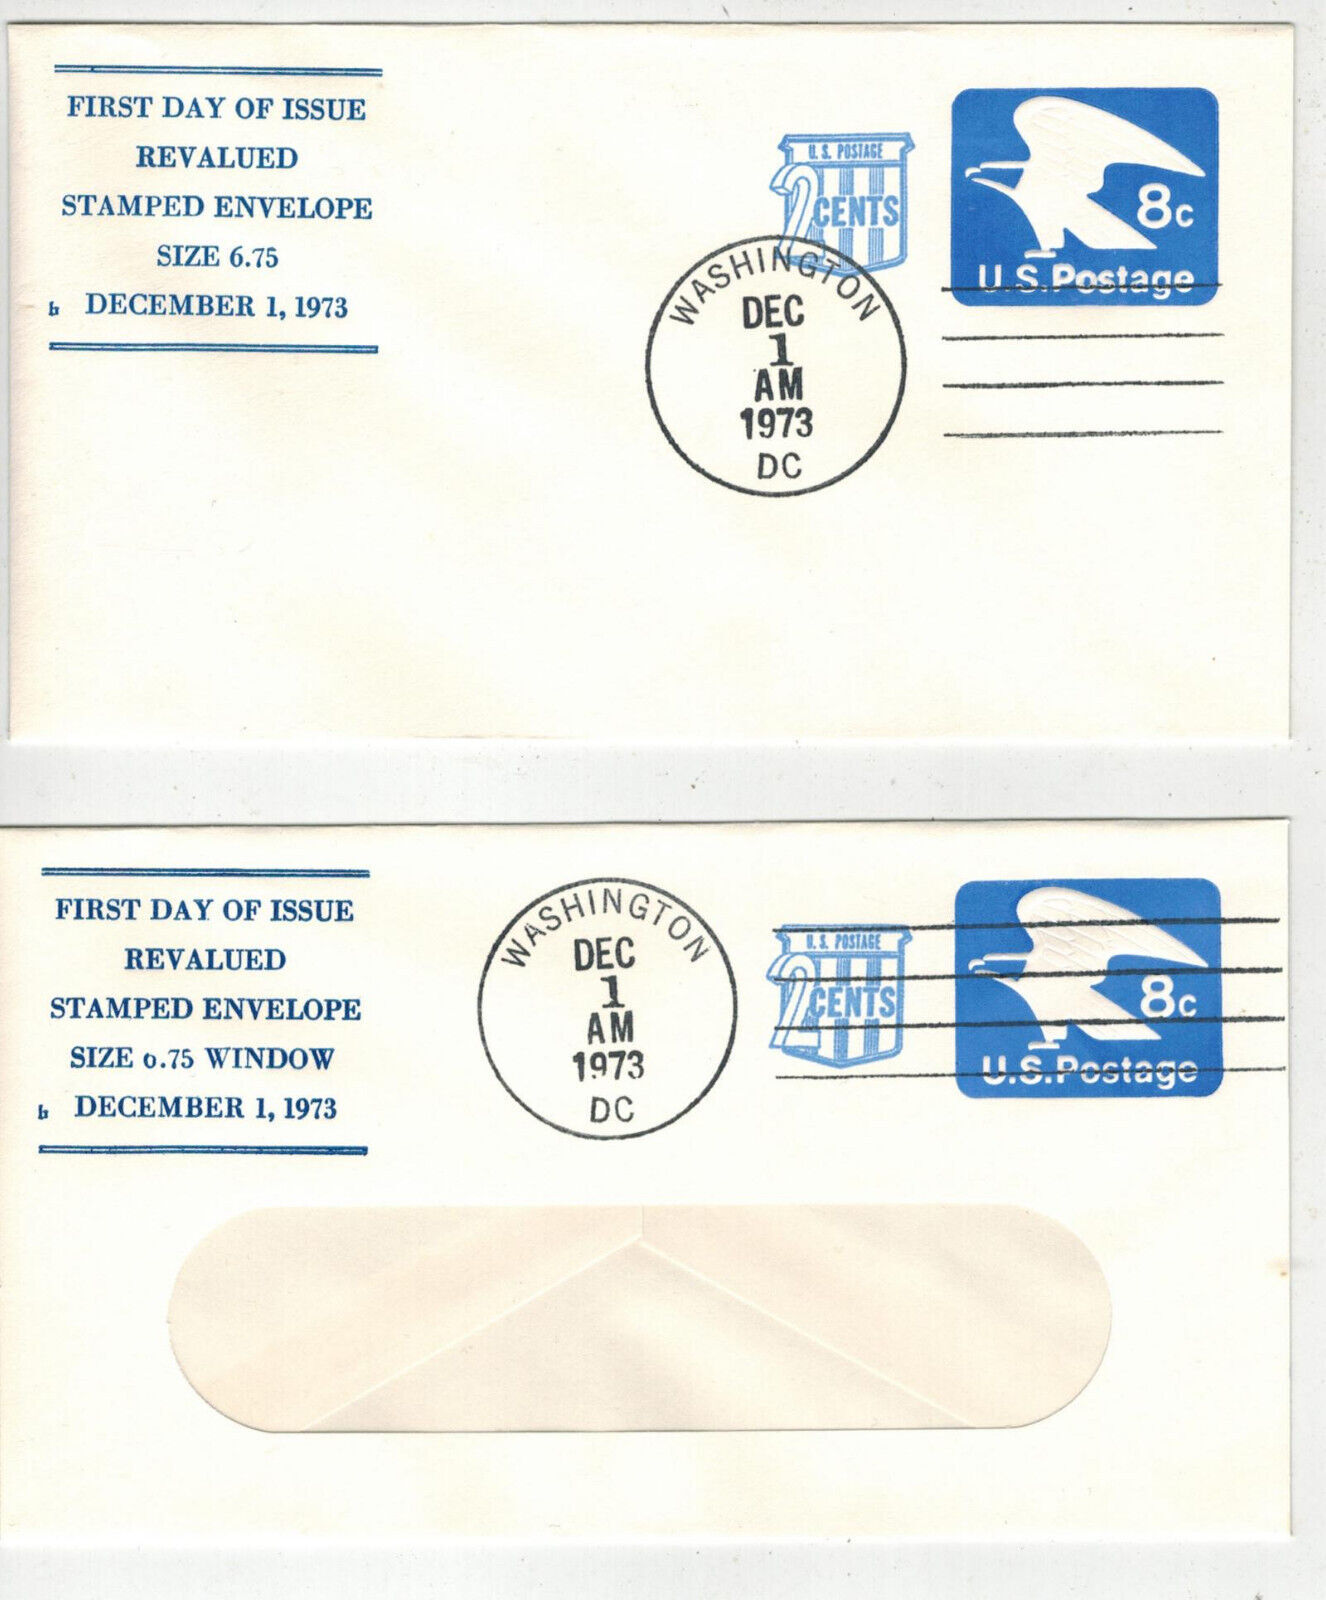 FIRST DAY OF ISSUE
REVALUED
STAMPED ENVELOPE
SIZE 6.75
b DECEMBER 1, 1973
U.S. POSTAGE
2 CENTS
8c
U.S. Postage
WASHINGTON
DEC
1
AM
1973
DC
FIRST DAY OF ISSUE
REVALUED
STAMPED ENVELOPE
SIZE 6.75 WINDOW
b DECEMBER 1, 1973
WASHINGTON
DEC
1
AM
1973
DC
U.S. POSTAGE
2 CENTS
8c
U.S. Postage